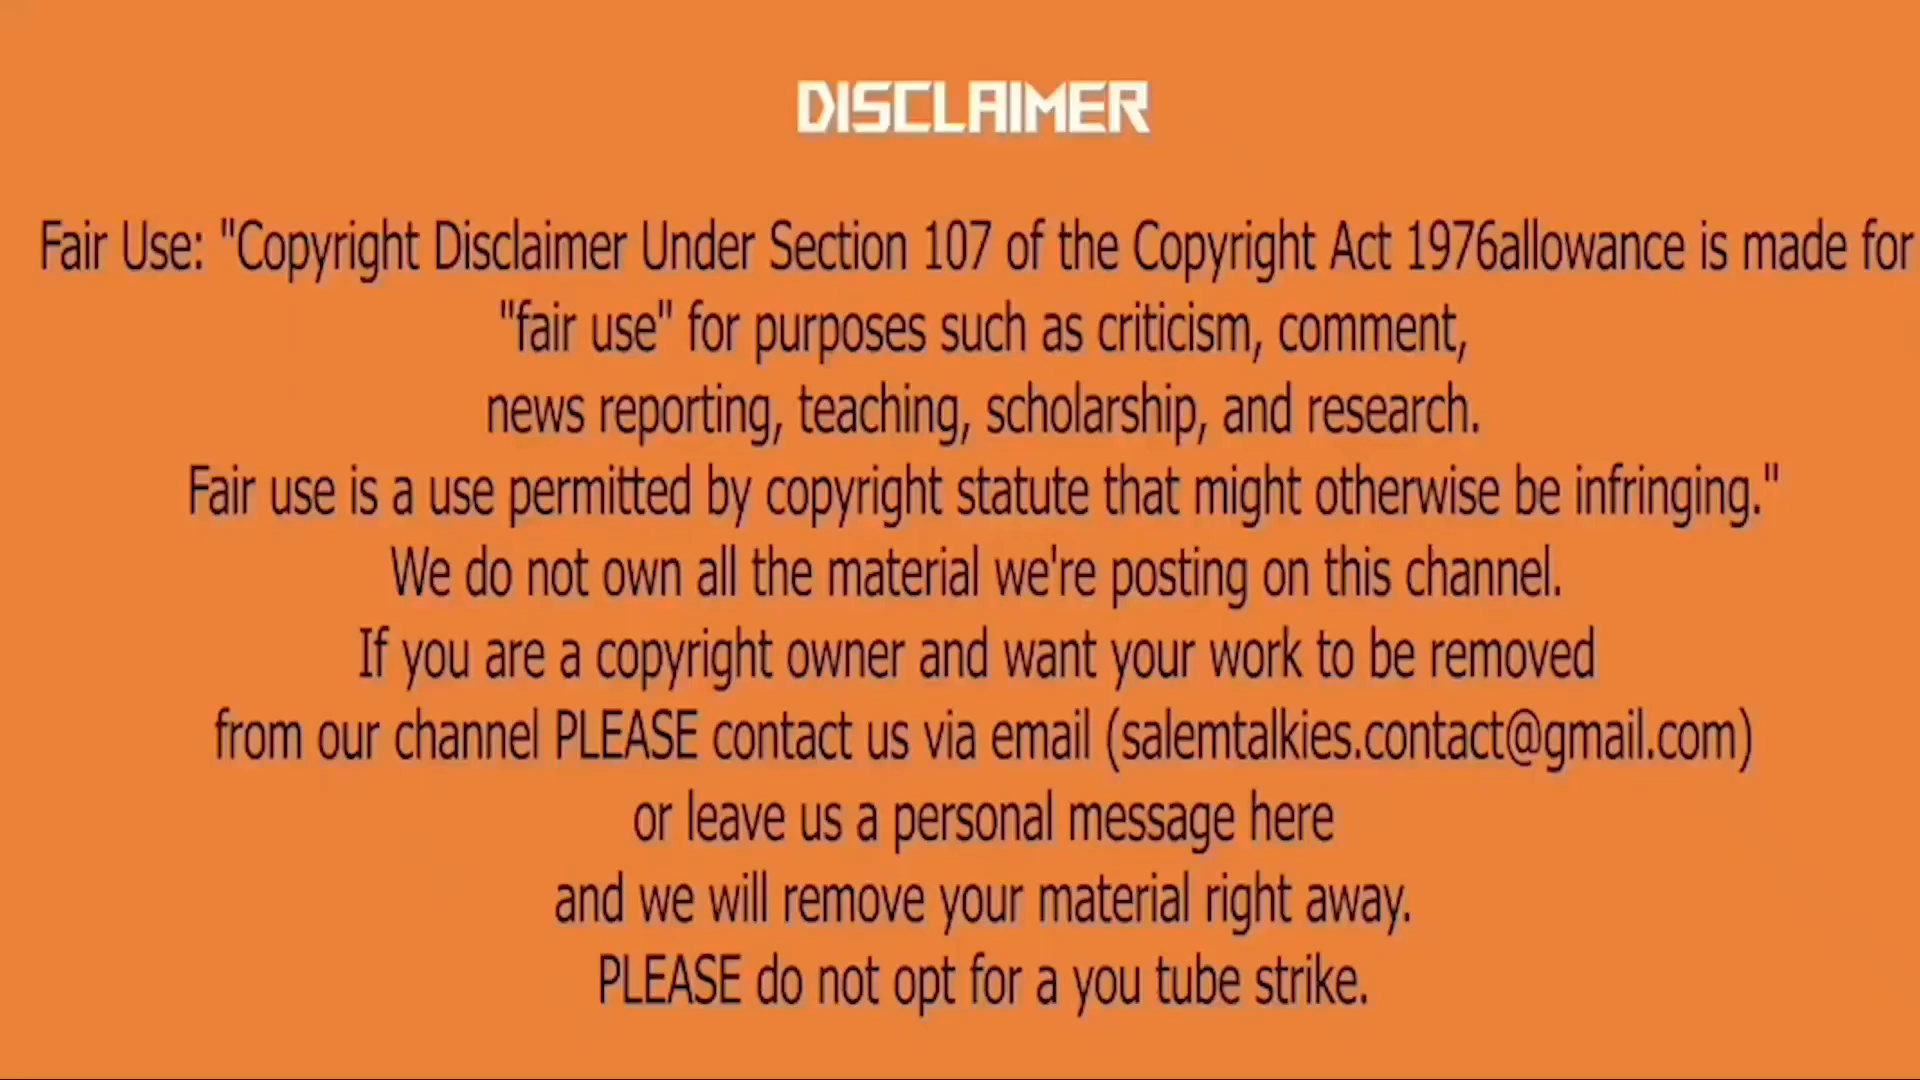 DISCLAIMER
Fair Use: "Copyright Disclaimer Under Section 107 of the Copyright Act 1976allowance is made for
"fair use" for purposes such as criticism, comment,
news reporting, teaching, scholarship, and research.
Fair use is a use permitted by copyright statute that might otherwise be infringing."
We do not own all the material we're posting on this channel.
If you are a copyright owner and want your work to be removed
from our channel PLEASE contact us via email (salemtalkies.contact@gmail.com)
or leave us a personal message here
and we will remove your material right away.
PLEASE do not opt for a you tube strike.